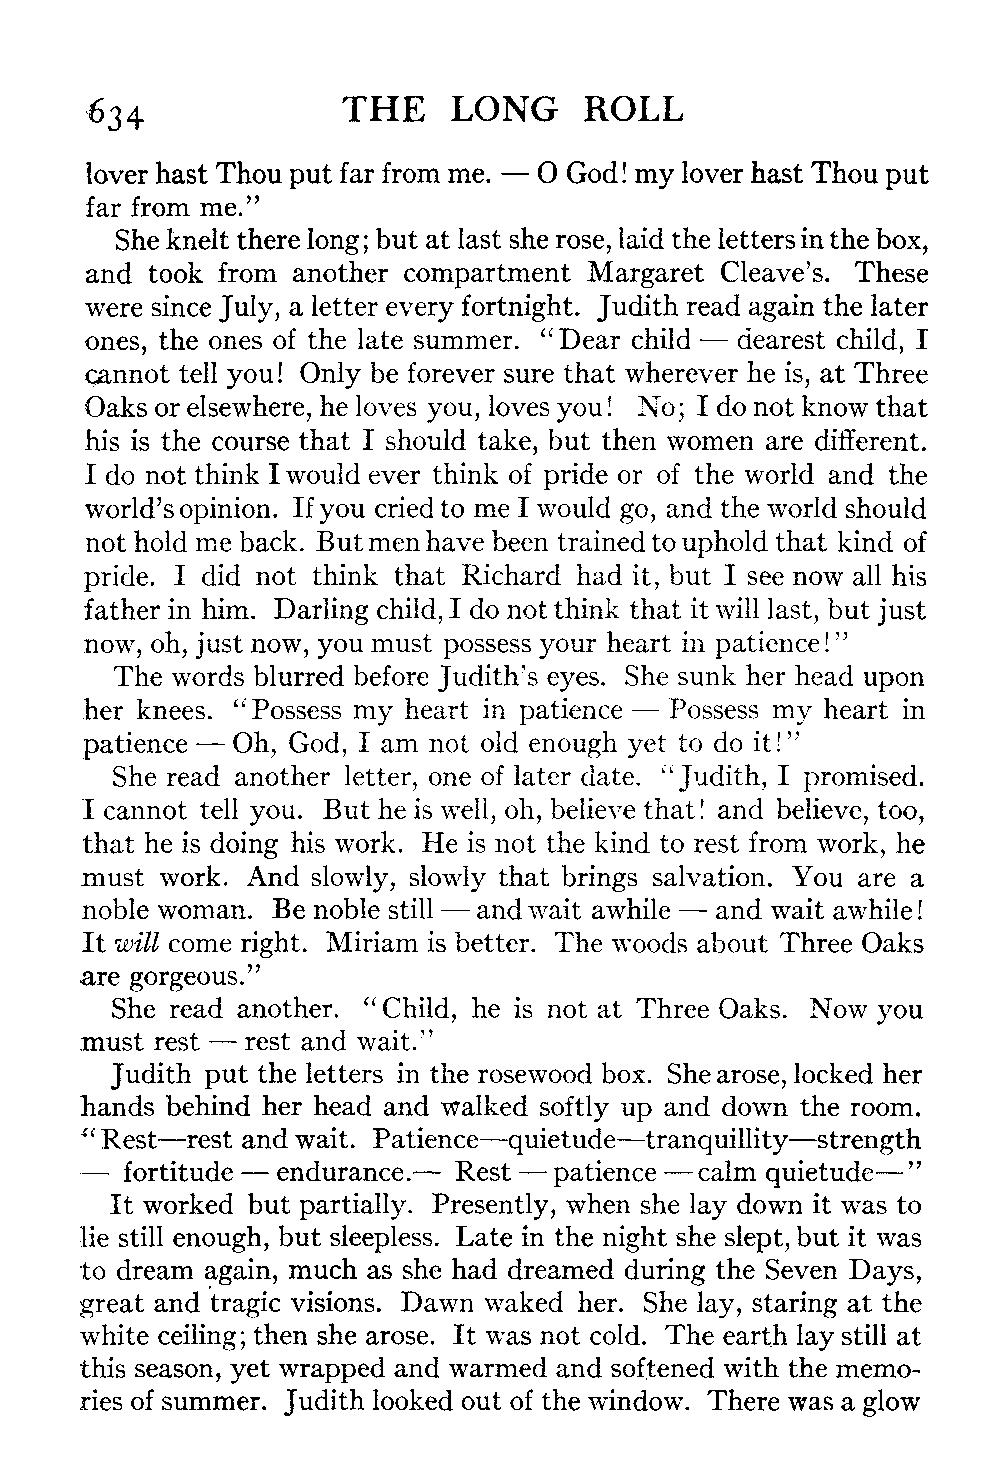 634 THE LONG ROLL
lover hast Thou put far from me. — O God! my lover hast Thou put
far from me."
She knelt there long; but at last she rose, laid the letters in the box,
and took from another compartment Margaret Cleave's. These
were since July, a letter every fortnight. Judith read again the later
ones, the ones of the late summer. "Dear child — dearest child, I
cannot tell you! Only be forever sure that wherever he is, at Three
Oaks or elsewhere, he loves you, loves you! No; I do not know that
his is the course that I should take, but then women are different.
I do not think I would ever think of pride or of the world and the
world's opinion. If you cried to me I would go, and the world should
not hold me back. But men have been trained to uphold that kind of
pride. I did not think that Richard had it, but I see now all his
father in him. Darling child, I do not think that it will last, but just
now, oh, just now, you must possess your heart in patience!"
The words blurred before Judith's eyes. She sunk her head upon
her knees. "Possess my heart in patience — Possess my heart in
patience — Oh, God, I am not old enough yet to do it!"
She read another letter, one of later date. "Judith, I promised.
I cannot tell you. But he is well, oh, believe that! and believe, too,
that he is doing his work. He is not the kind to rest from work, he
must work. And slowly, slowly that brings salvation. You are a
noble woman. Be noble still — and wait awhile — and wait awhile!
It will come right. Miriam is better. The woods about Three Oaks
are gorgeous."
She read another. "Child, he is not at Three Oaks. Now you
must rest — rest and wait."
Judith put the letters in the rosewood box. She arose, locked her
hands behind her head and walked softly up and down the room.
"Rest—rest and wait. Patience—quietude—tranquillity—strength
— fortitude — endurance.— Rest — patience — calm quietude—"
It worked but partially. Presently, when she lay down it was to
lie still enough, but sleepless. Late in the night she slept, but it was
to dream again, much as she had dreamed during the Seven Days,
great and tragic visions. Dawn waked her. She lay, staring at the
white ceiling; then she arose. It was not cold. The earth lay still at
this season, yet wrapped and warmed and softened with the memo-
ries of summer. Judith looked out of the window. There was a glow